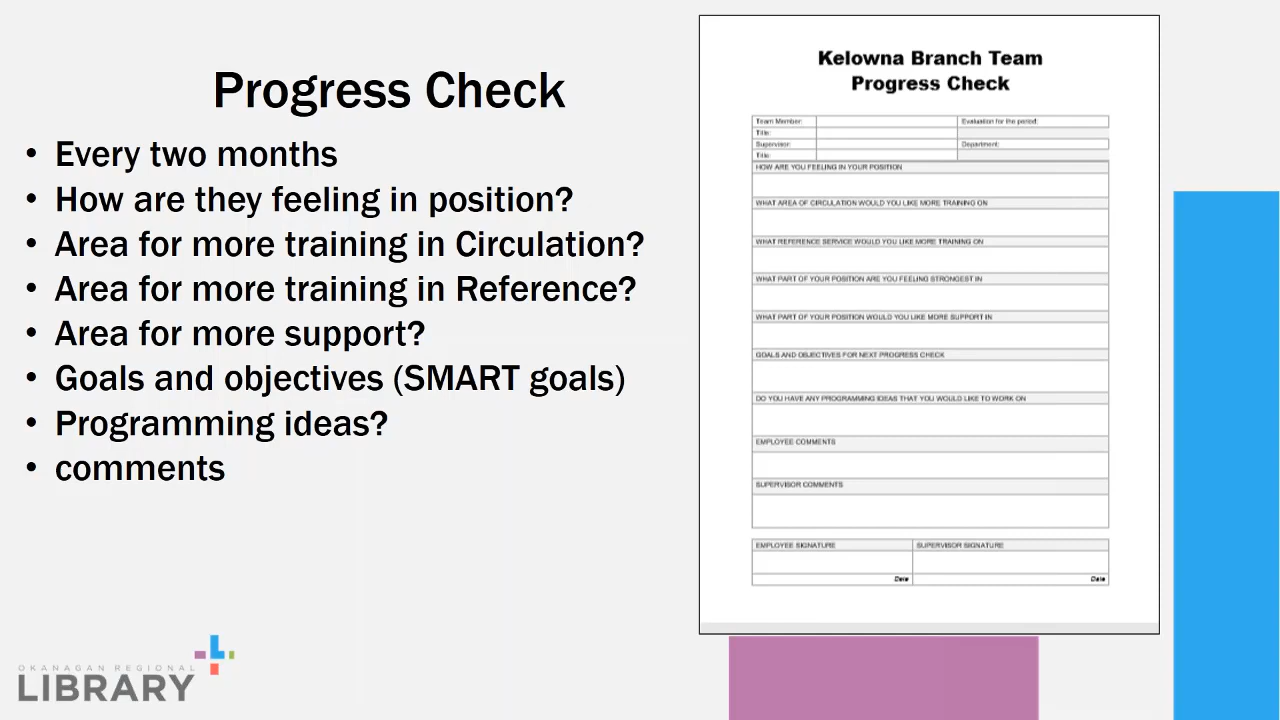 Progress Check
• Every two months
• How are they feeling in position?
• Area for more training in Circulation?
• Area for more training in Reference?
• Area for more support?
• Goals and objectives (SMART goals)
• Programming ideas?
• comments
Kelowna Branch Team
Progress Check
Team Member: Evaluation for the period:
Title:
Supervisor: Department:
Title:
HOW ARE YOU FEELING IN YOUR POSITION
WHAT AREA OF CIRCULATION WOULD YOU LIKE MORE TRAINING ON
WHAT REFERENCE SERVICE WOULD YOU LIKE MORE TRAINING ON
WHAT PART OF YOUR POSITION ARE YOU FEELING STRONGEST IN
WHAT PART OF YOUR POSITION WOULD YOU LIKE MORE SUPPORT IN
GOALS AND OBJECTIVES FOR NEXT PROGRESS CHECK
DO YOU HAVE ANY PROGRAMMING IDEAS THAT YOU WOULD LIKE TO WORK ON
EMPLOYEE COMMENTS
SUPERVISOR COMMENTS
EMPLOYEE SIGNATURE SUPERVISOR SIGNATURE
Date Date
OKANAGAN REGIONAL
LIBRARY